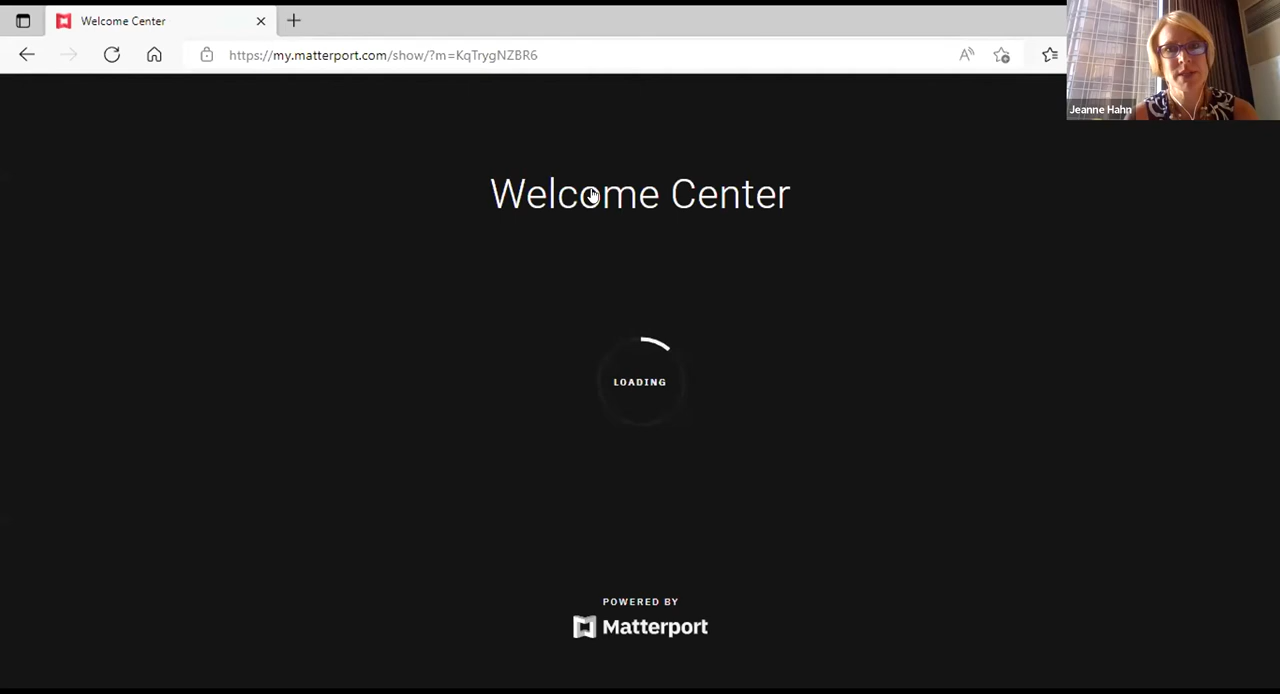 Welcome Center
https://my.matterport.com/show/?m=KqTrygNZBR6
Jeanne Hahn
Welcome Center
LOADING
POWERED BY
Matterport